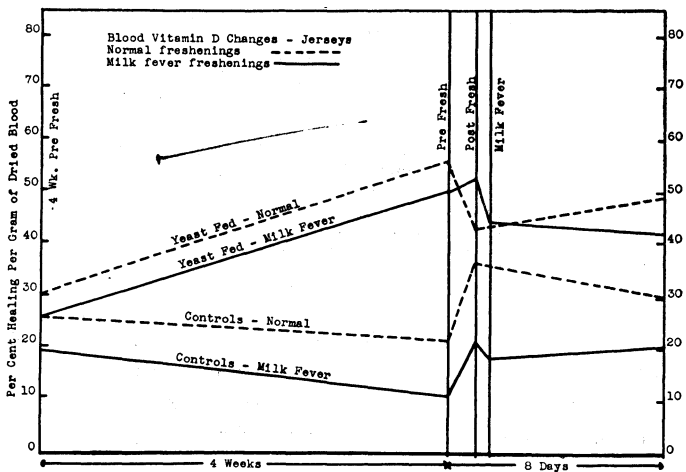 Blood Vitamin D Changes - Jerseys
Normal freshenings
Milk fever freshenings
Per Cent Healing Per Gram of Dried Blood
80
70
60
50
40
30
20
10
0
4 Wk. Pre Fresh
Yeast Fed - Normal
Yeast Fed - Milk Fever
Controls - Normal
Controls - Milk Fever
Pre Fresh
Post Fresh
Milk Fever
80
70
60
50
40
30
20
10
0
4 Weeks
8 Days